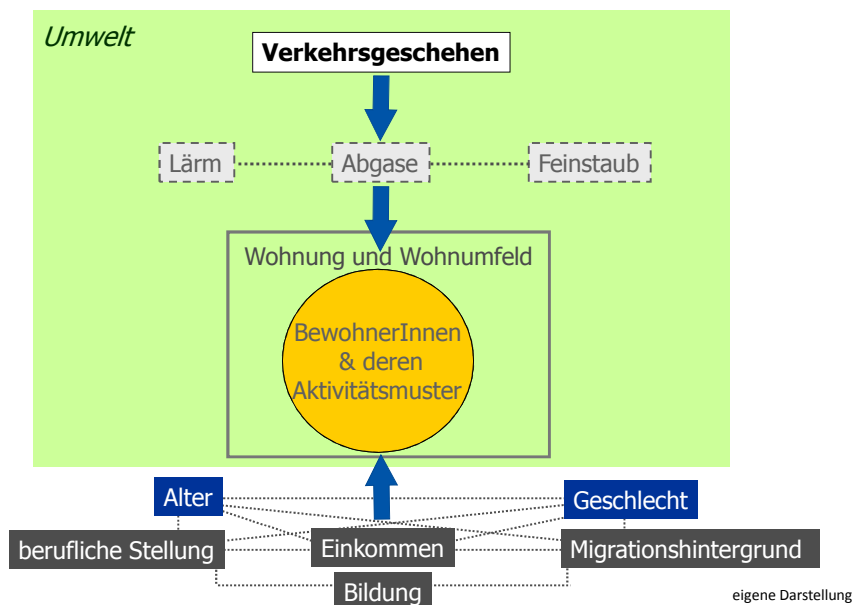 Umwelt
Verkehrsgeschehen
Lärm Abgase Feinstaub
Wohnung und Wohnumfeld
BewohnerInnen
& deren
Aktivitätsmuster
Alter Geschlecht
berufliche Stellung Einkommen Migrationshintergrund
Bildung
eigene Darstellung